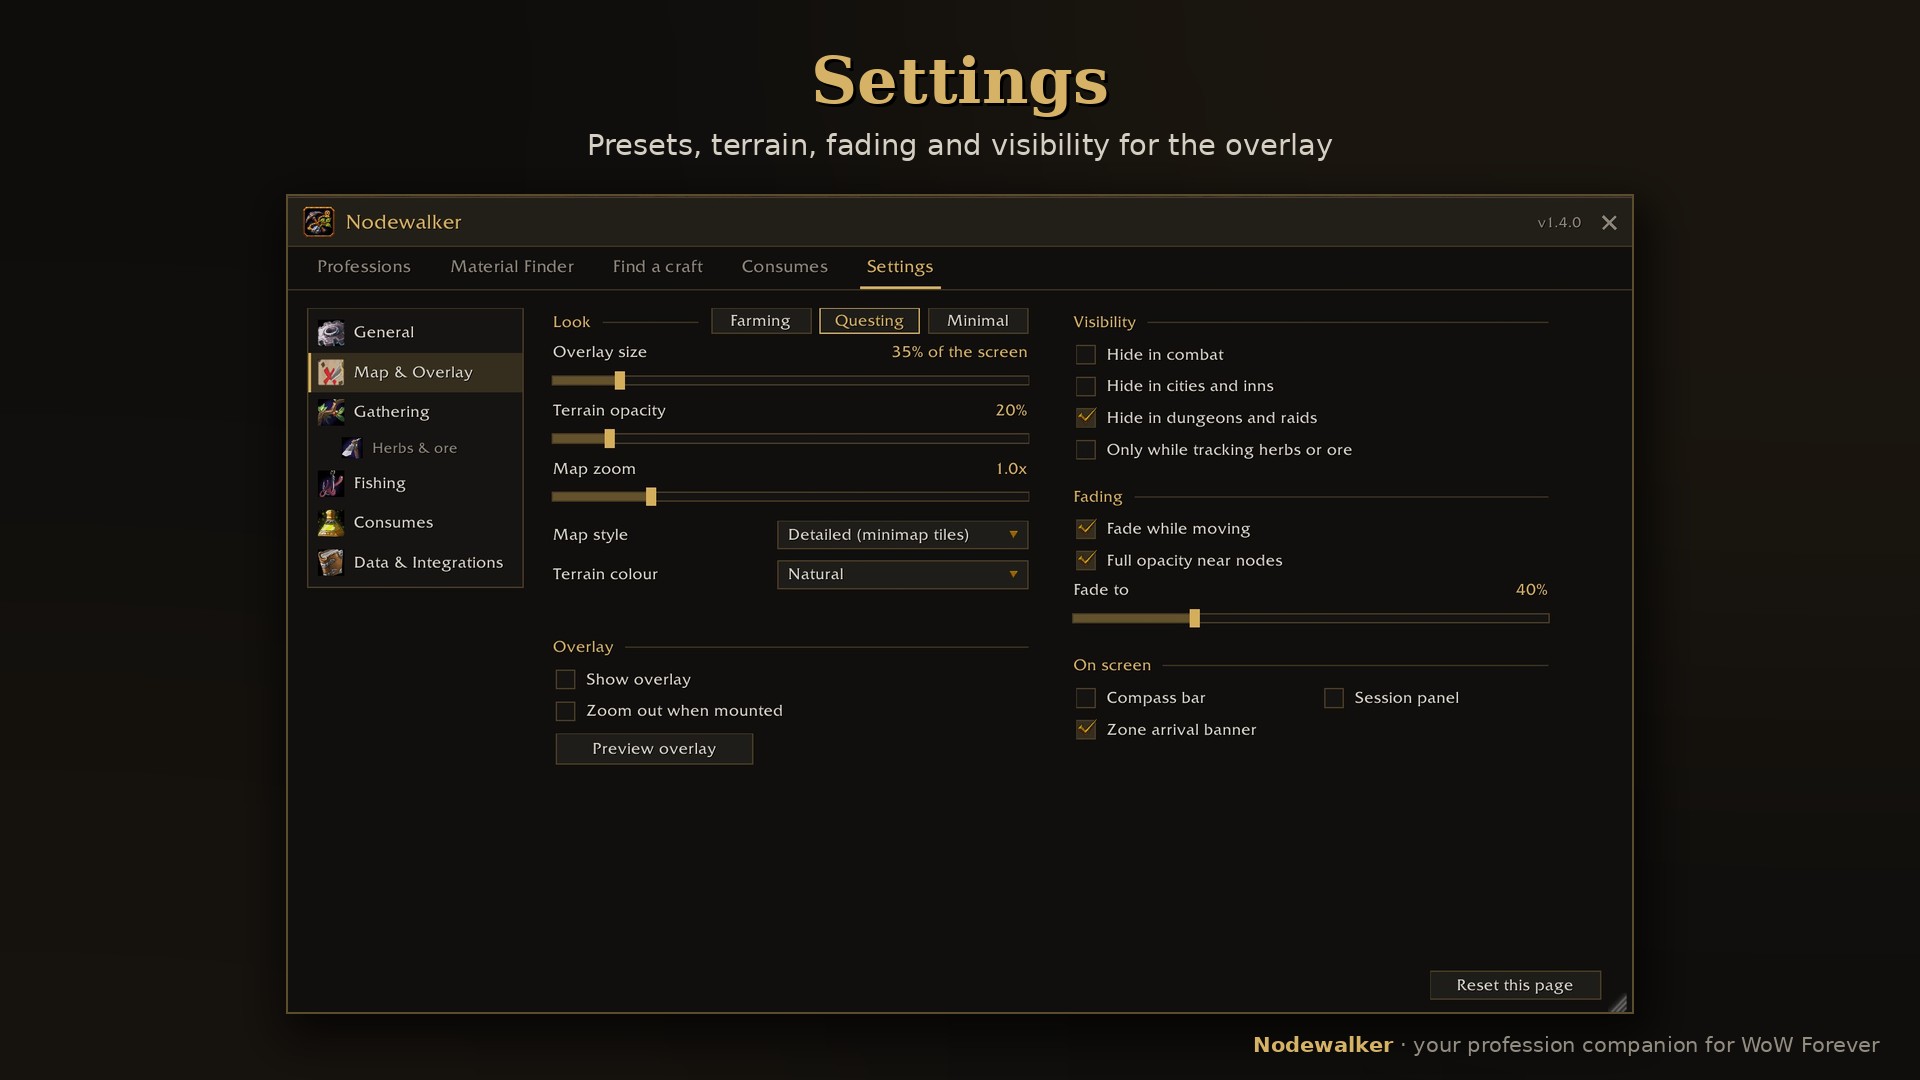 Settings
Presets, terrain, fading and visibility for the overlay
Nodewalker
v1.4.0
Professions
Material Finder
Find a craft
Consumes
Settings
General
Map & Overlay
Gathering
Herbs & ore
Fishing
Consumes
Data & Integrations
Look
Farming
Questing
Minimal
Overlay size
35% of the screen
Terrain opacity
20%
Map zoom
1.0x
Map style
Detailed (minimap tiles)
Terrain colour
Natural
Overlay
Show overlay
Zoom out when mounted
Preview overlay
Visibility
Hide in combat
Hide in cities and inns
Hide in dungeons and raids
Only while tracking herbs or ore
Fading
Fade while moving
Full opacity near nodes
Fade to
40%
On screen
Compass bar
Session panel
Zone arrival banner
Reset this page
Nodewalker · your profession companion for WoW Forever